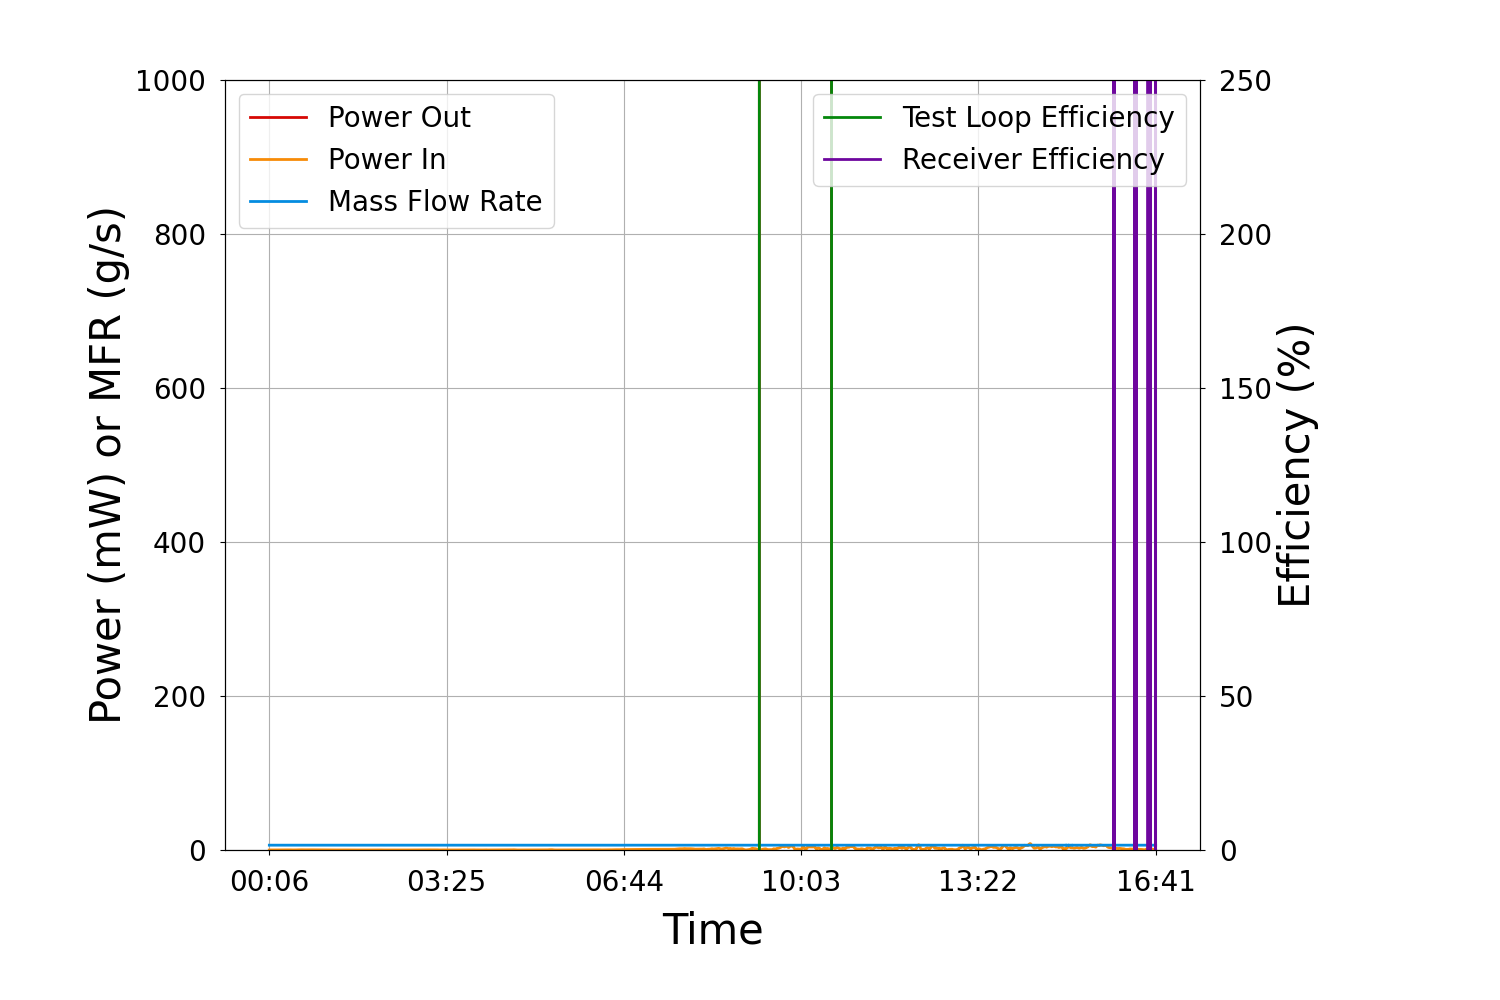 1000
800
600
400
200
0
Power (mW) or MFR (g/s)
Power Out
Power In
Mass Flow Rate
Test Loop Efficiency
Receiver Efficiency
250
200
150
100
50
0
Efficiency (%)
00:06 03:25 06:44 10:03 13:22 16:41
Time